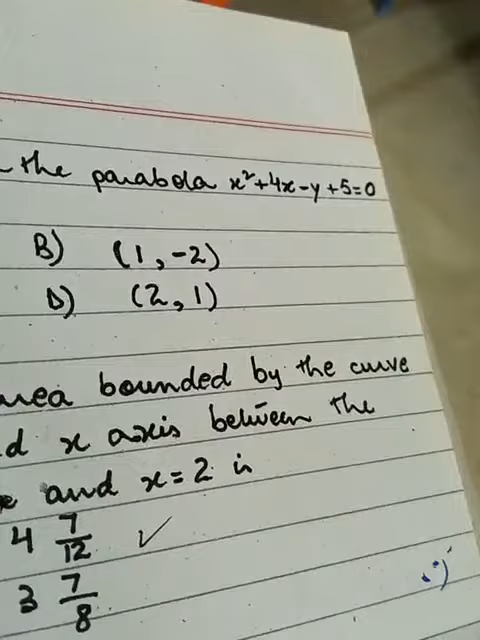 the parabola x²+4x-y+5=0
B) (1,-2)
D) (2,1)
bounded by the curve
x axis between the
and x=2 is
4 7/12 ✓
3 7/8